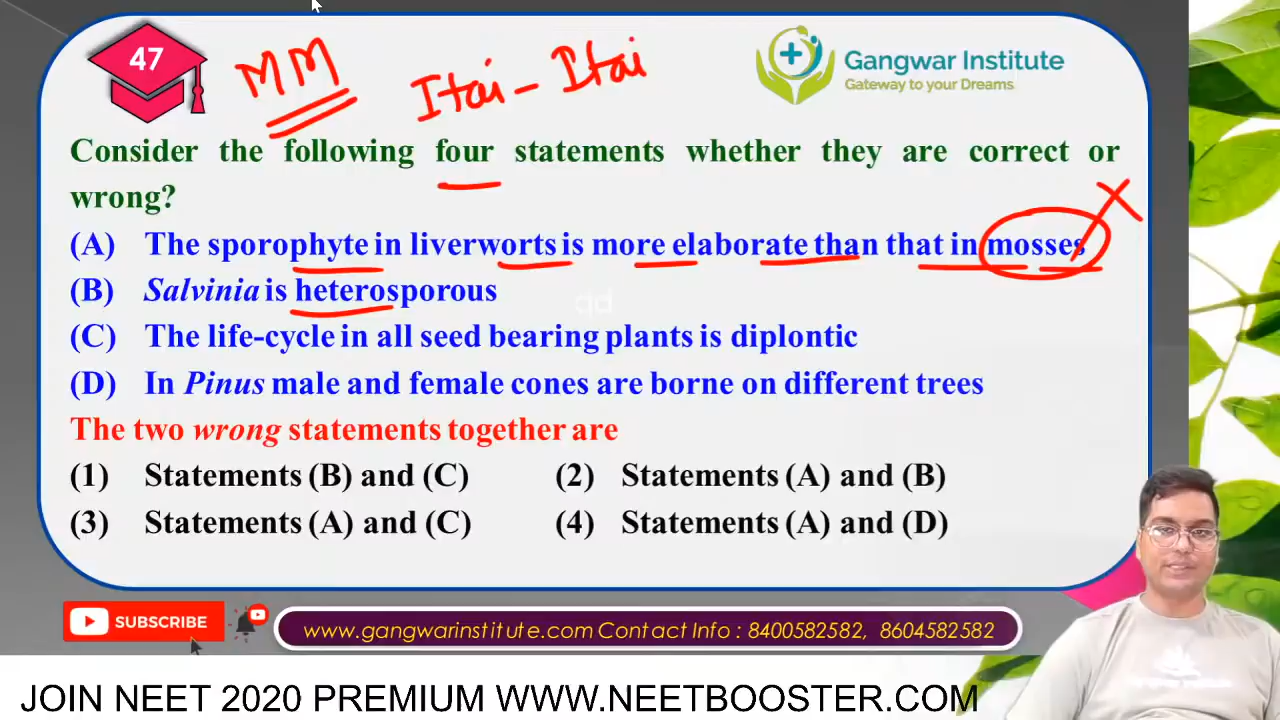 47
MM
Itai - Itai
Gangwar Institute
Gateway to your Dreams
Consider the following four statements whether they are correct or
wrong?
(A) The sporophyte in liverworts is more elaborate than that in mosses
(B) Salvinia is heterosporous
(C) The life-cycle in all seed bearing plants is diplontic
(D) In Pinus male and female cones are borne on different trees
The two wrong statements together are
(1) Statements (B) and (C) (2) Statements (A) and (B)
(3) Statements (A) and (C) (4) Statements (A) and (D)
SUBSCRIBE
www.gangwarinstitute.com Contact Info : 8400582582, 8604582582
JOIN NEET 2020 PREMIUM WWW.NEETBOOSTER.COM